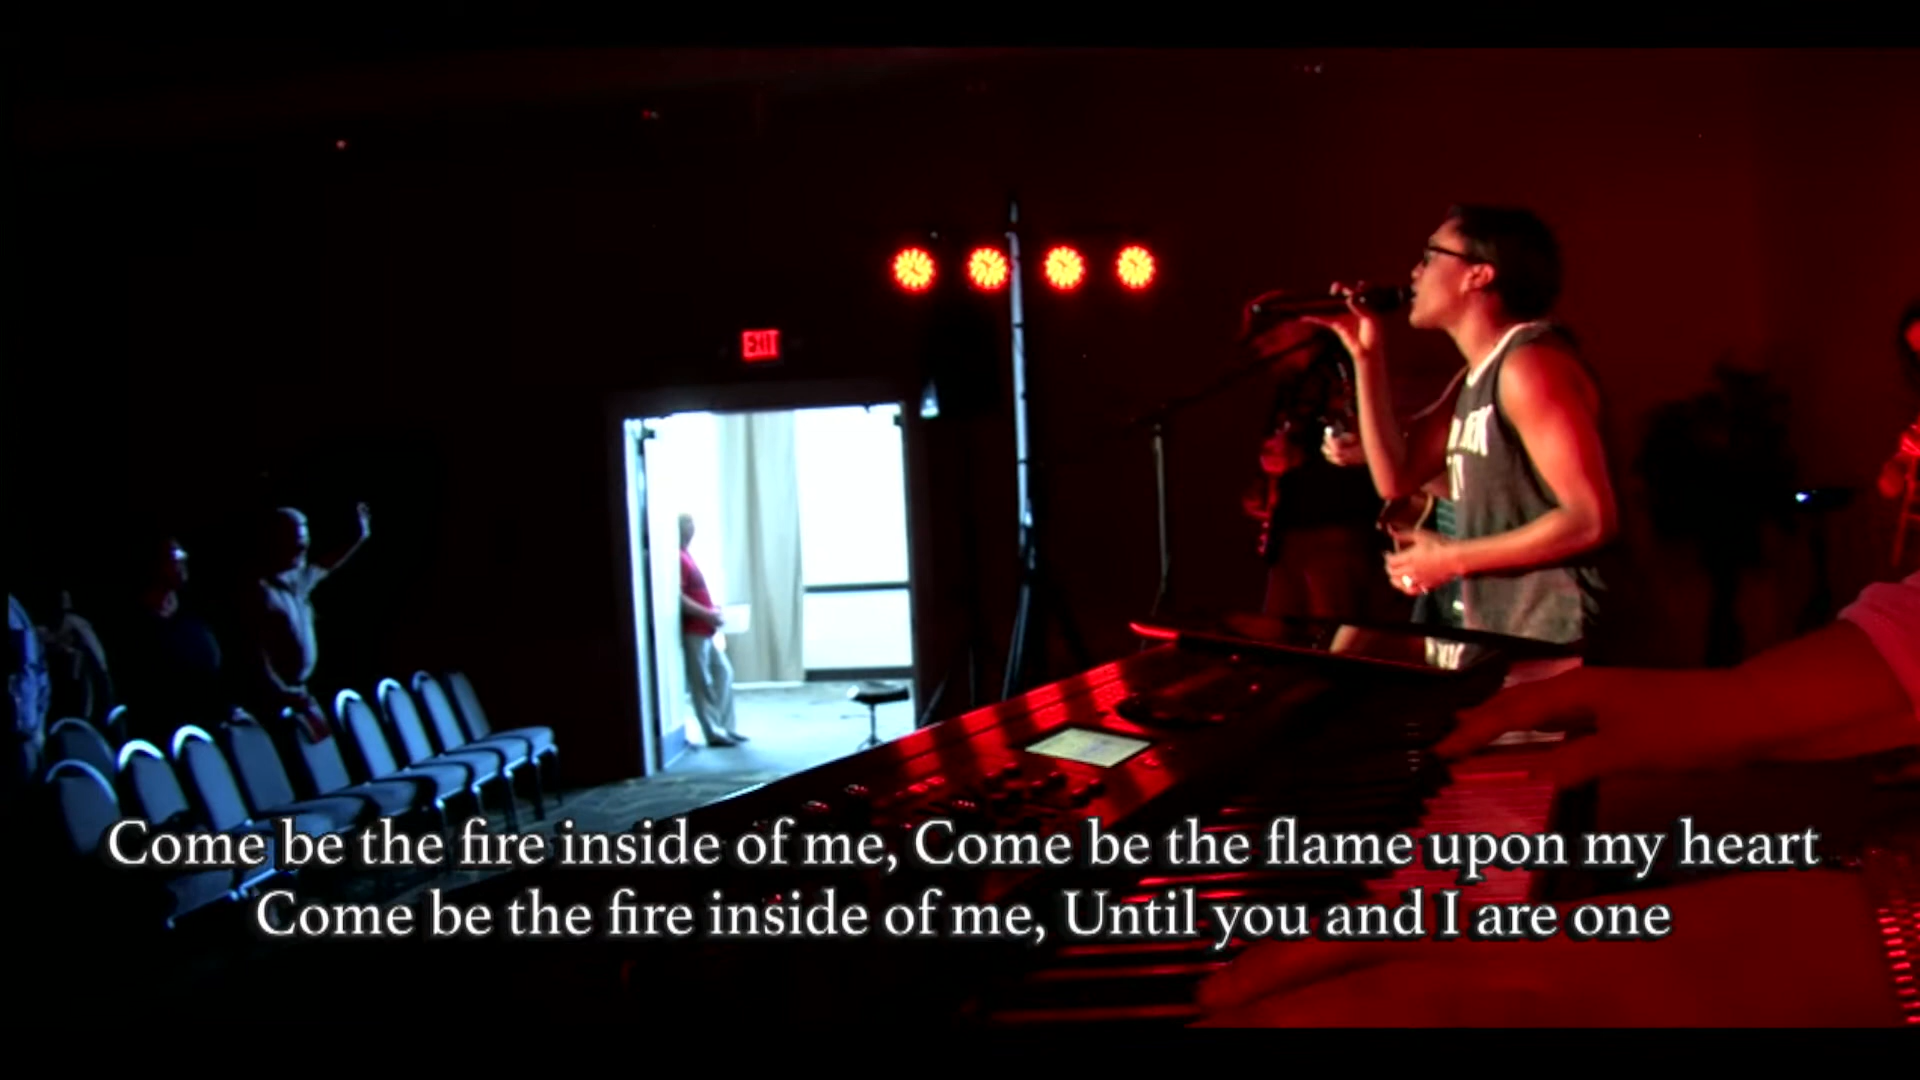 EXIT
Come be the fire inside of me, Come be the flame upon my heart
Come be the fire inside of me, Until you and I are one